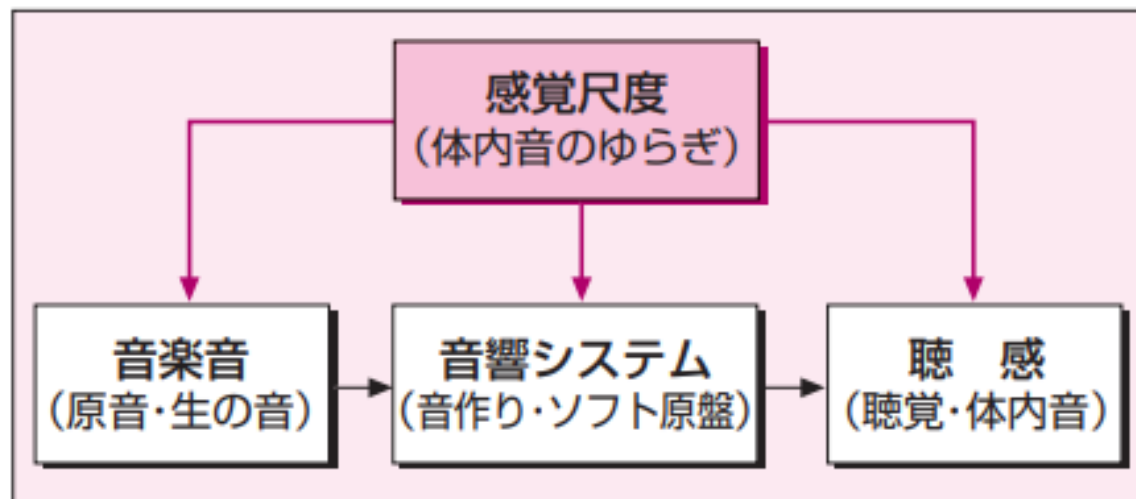 感覚尺度
（体内音のゆらぎ）
音楽音
（原音・生の音）
音響システム
（音作り・ソフト原盤）
聴　感
（聴覚・体内音）